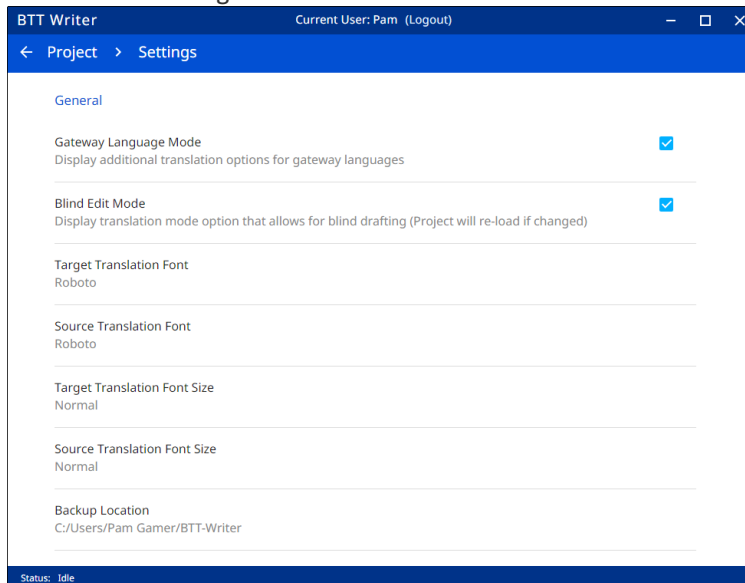 BTT Writer Current User: Pam (Logout)
Project > Settings
General
Gateway Language Mode
Display additional translation options for gateway languages
Blind Edit Mode
Display translation mode option that allows for blind drafting (Project will re-load if changed)
Target Translation Font
Roboto
Source Translation Font
Roboto
Target Translation Font Size
Normal
Source Translation Font Size
Normal
Backup Location
C:/Users/Pam Gamer/BTT-Writer
Status: Idle